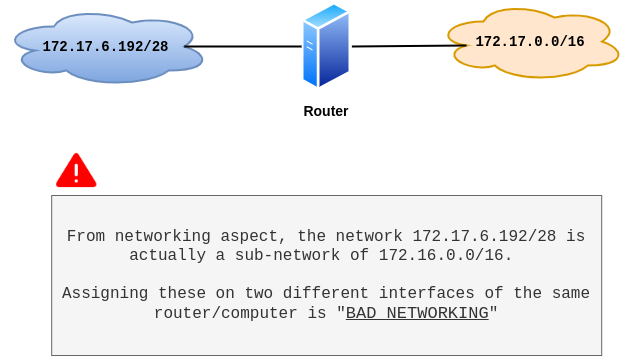 172.17.6.192/28
172.17.0.0/16
Router
From networking aspect, the network 172.17.6.192/28 is
actually a sub-network of 172.16.0.0/16.
Assigning these on two different interfaces of the same
router/computer is "BAD NETWORKING"